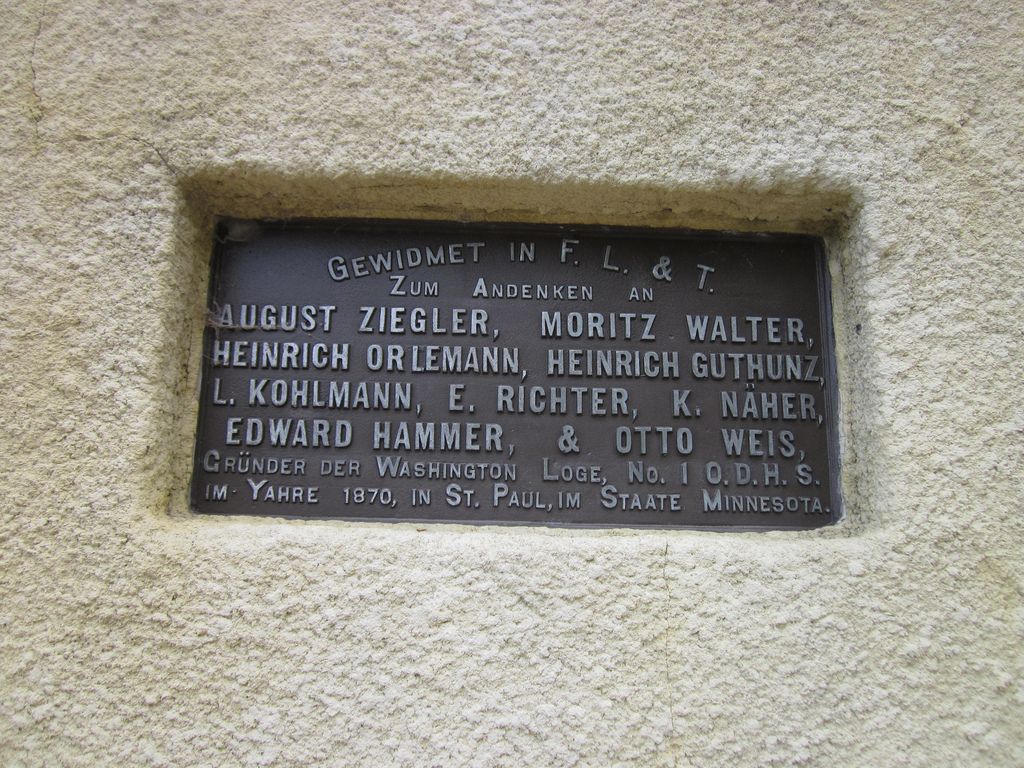 GEWIDMET IN F. L. & T.
ZUM ANDENKEN AN
AUGUST ZIEGLER, MORITZ WALTER,
HEINRICH ORLEMANN, HEINRICH GUTHUNZ,
L. KOHLMANN, E. RICHTER, K. NÄHER,
EDWARD HAMMER, & OTTO WEIS,
GRÜNDER DER WASHINGTON LOGE, NO. 1 O.D.H.S.
IM YAHRE 1870, IN ST. PAUL, IM STAATE MINNESOTA.